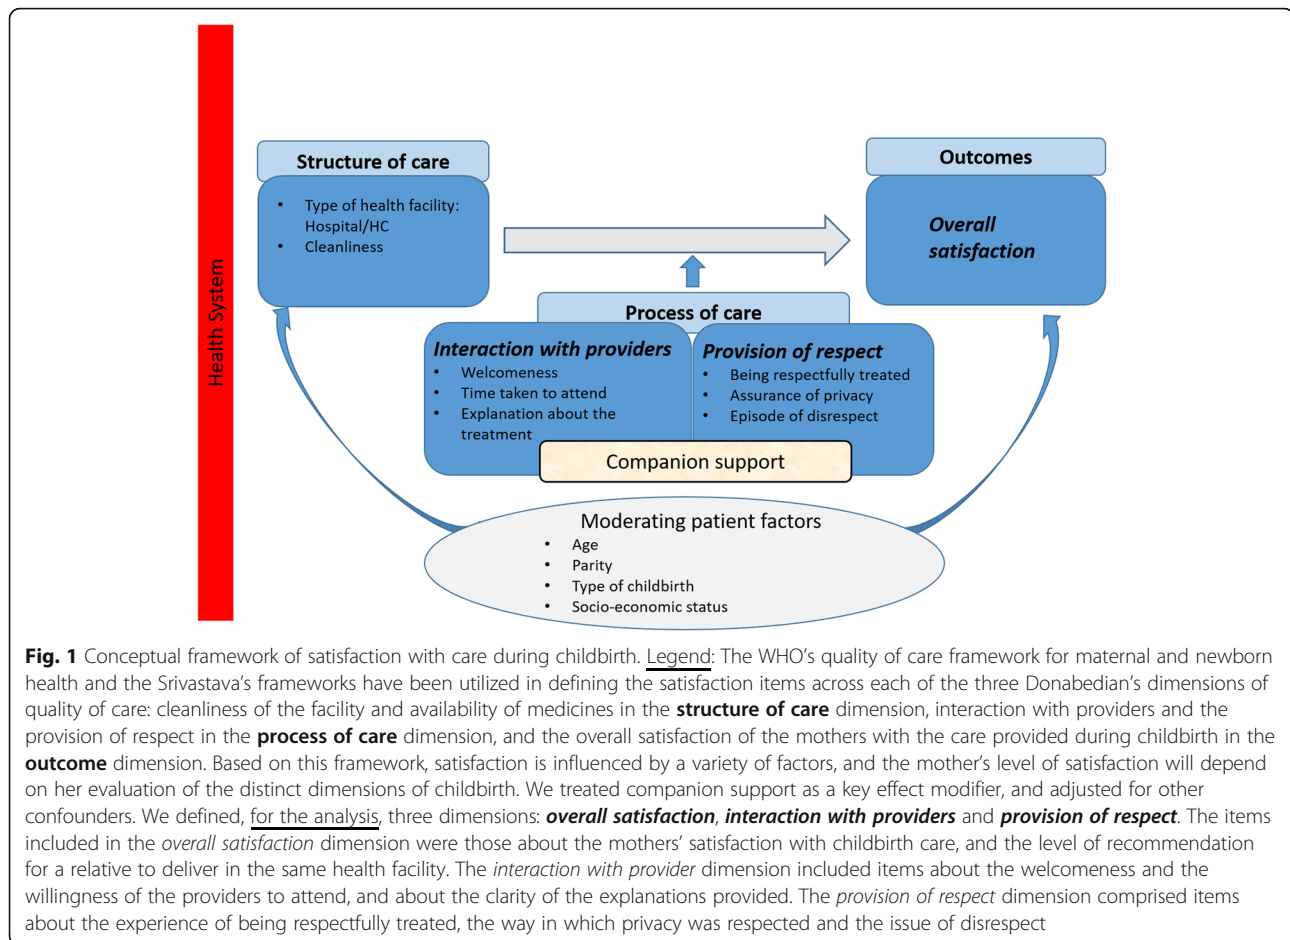 Health System
Structure of care
• Type of health facility:
Hospital/HC
• Cleanliness
Outcomes
Overall
satisfaction
Process of care
Interaction with providers
• Welcomeness
• Time taken to attend
• Explanation about the
treatment
Provision of respect
• Being respectfully treated
• Assurance of privacy
• Episode of disrespect
Companion support
Moderating patient factors
• Age
• Parity
• Type of childbirth
• Socio-economic status
Fig. 1 Conceptual framework of satisfaction with care during childbirth. Legend: The WHO's quality of care framework for maternal and newborn
health and the Srivastava's frameworks have been utilized in defining the satisfaction items across each of the three Donabedian's dimensions of
quality of care: cleanliness of the facility and availability of medicines in the structure of care dimension, interaction with providers and the
provision of respect in the process of care dimension, and the overall satisfaction of the mothers with the care provided during childbirth in the
outcome dimension. Based on this framework, satisfaction is influenced by a variety of factors, and the mother's level of satisfaction will depend
on her evaluation of the distinct dimensions of childbirth. We treated companion support as a key effect modifier, and adjusted for other
confounders. We defined, for the analysis, three dimensions: overall satisfaction, interaction with providers and provision of respect. The items
included in the overall satisfaction dimension were those about the mothers' satisfaction with childbirth care, and the level of recommendation
for a relative to deliver in the same health facility. The interaction with provider dimension included items about the welcomeness and the
willingness of the providers to attend, and about the clarity of the explanations provided. The provision of respect dimension comprised items
about the experience of being respectfully treated, the way in which privacy was respected and the issue of disrespect